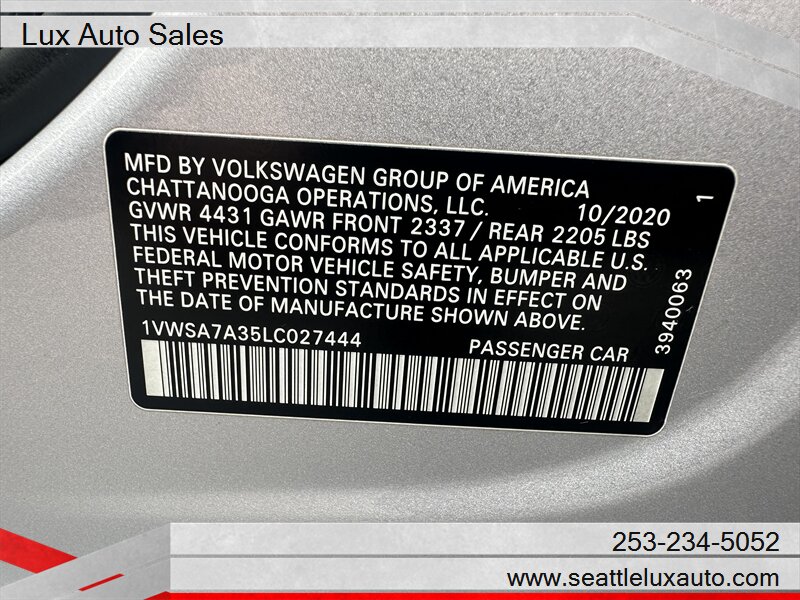 Lux Auto Sales
MFD BY VOLKSWAGEN GROUP OF AMERICA
CHATTANOOGA OPERATIONS, LLC. 10/2020 1
GVWR 4431 GAWR FRONT 2337 / REAR 2205 LBS
THIS VEHICLE CONFORMS TO ALL APPLICABLE U.S.
FEDERAL MOTOR VEHICLE SAFETY, BUMPER AND
THEFT PREVENTION STANDARDS IN EFFECT ON
THE DATE OF MANUFACTURE SHOWN ABOVE.
3940063
1VWSA7A35LC027444 PASSENGER CAR
253-234-5052
www.seattleluxauto.com